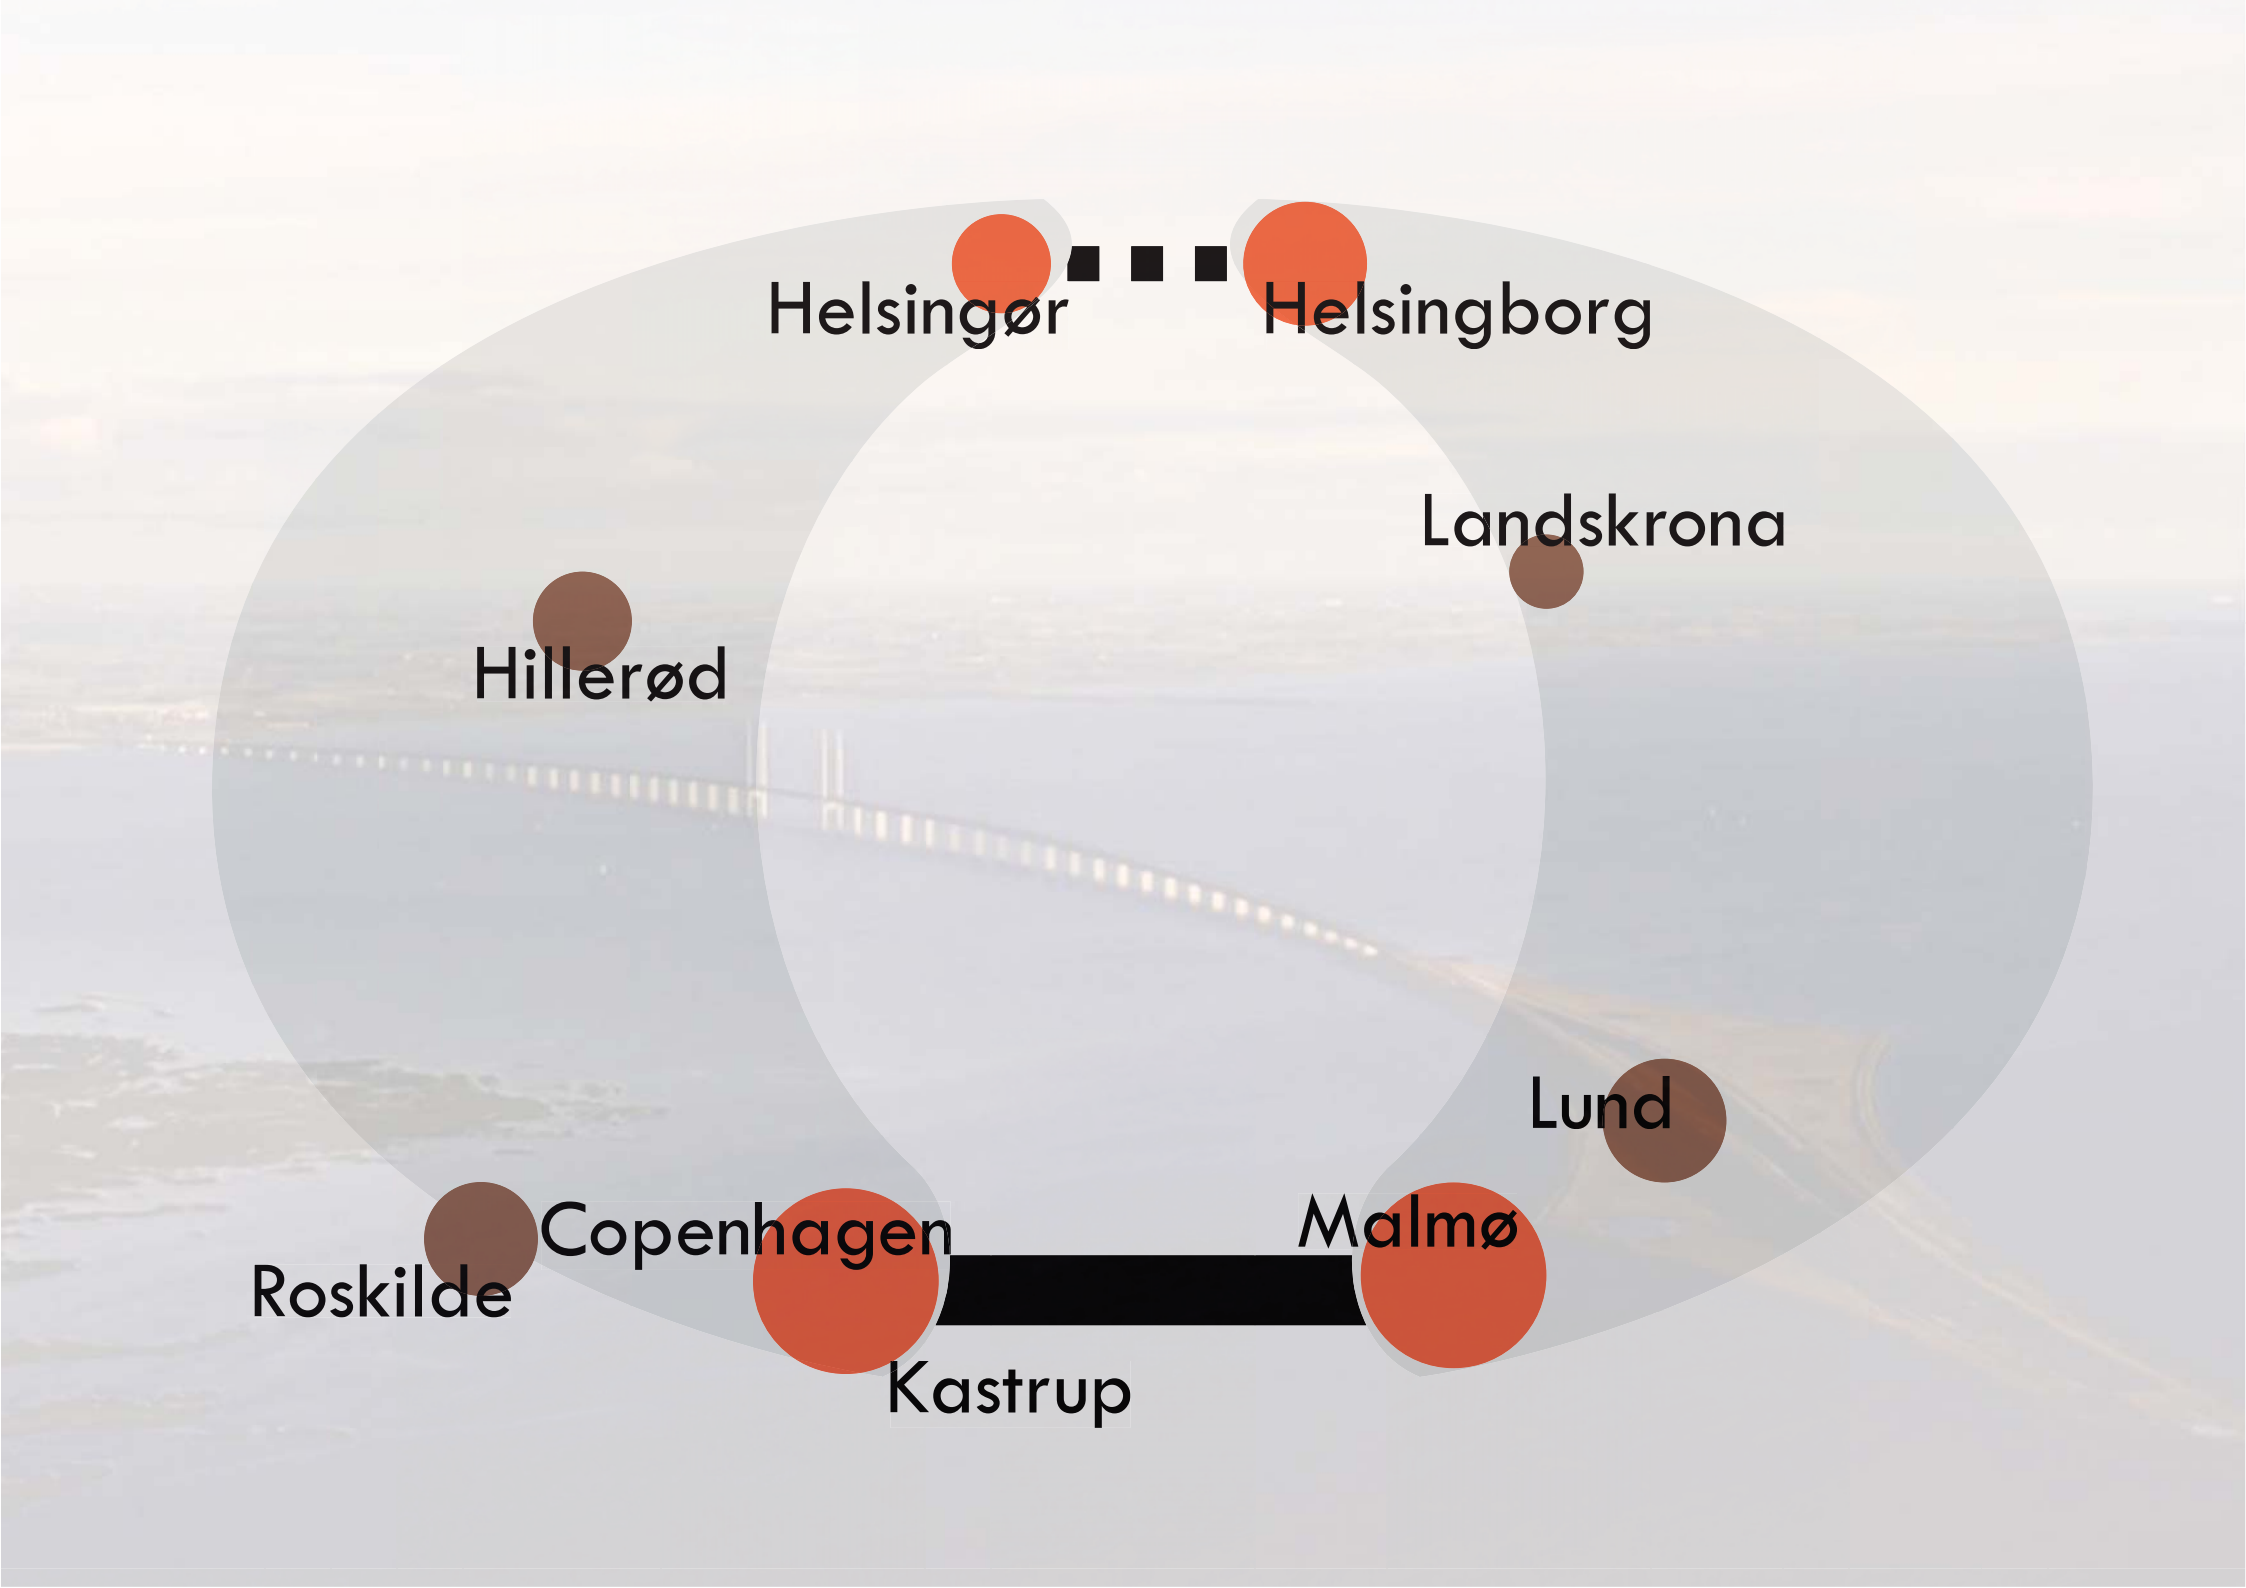 Helsingør
Helsingborg
Landskrona
Hillerød
Lund
Copenhagen
Malmø
Roskilde
Kastrup